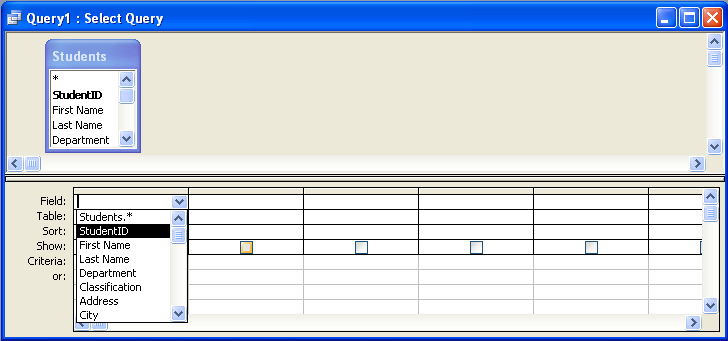 Query1 : Select Query
Students
*
StudentID
First Name
Last Name
Department
Field:
Table:
Sort:
Show:
Criteria:
or:
Students.*
StudentID
First Name
Last Name
Department
Classification
Address
City